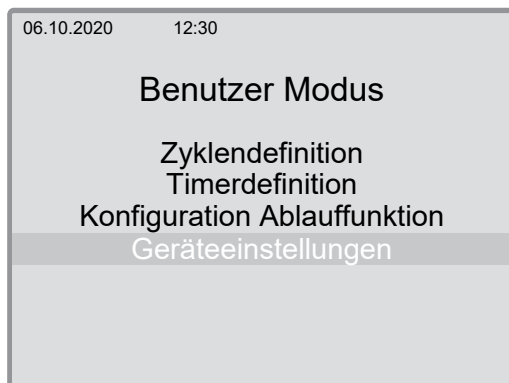 06.10.2020 12:30
Benutzer Modus
Zyklendefinition
Timerdefinition
Konfiguration Ablauffunktion
Geräteeinstellungen